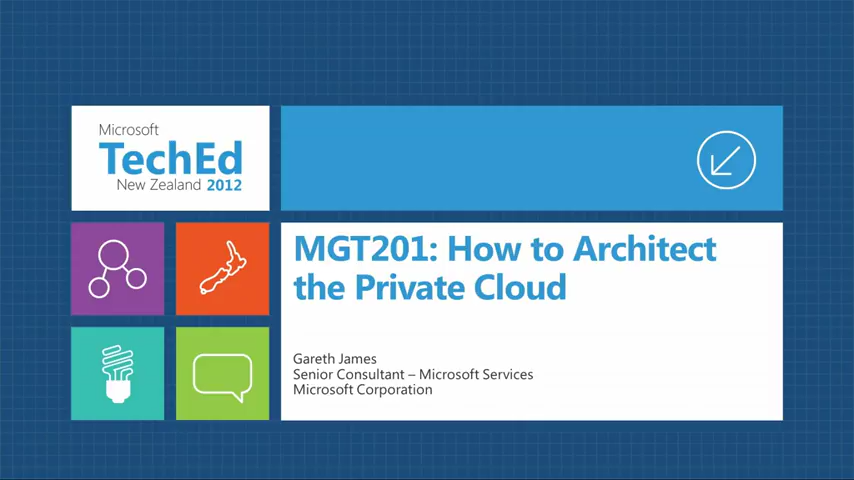 Microsoft
TechEd
New Zealand 2012
MGT201: How to Architect
the Private Cloud
Gareth James
Senior Consultant – Microsoft Services
Microsoft Corporation